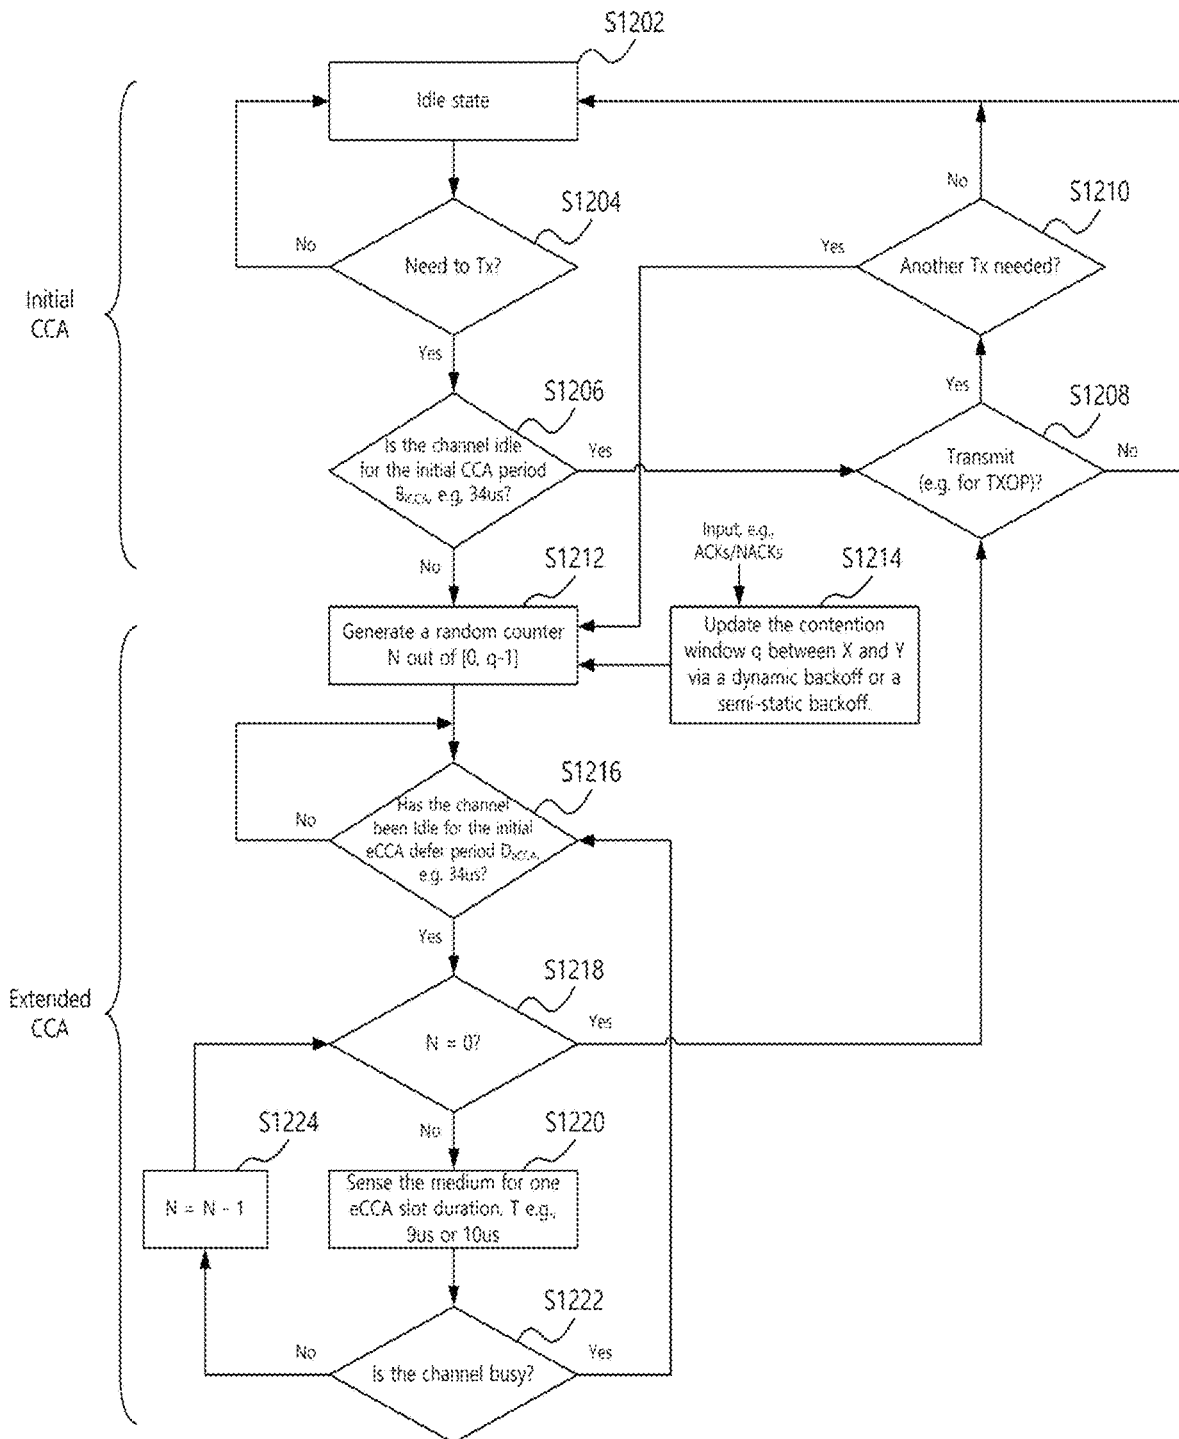 S1202
Idle state
S1204
Need to Tx?
No
Yes
S1210
Another Tx needed?
No
Yes
Initial
CCA
S1206
Is the channel idle
for the initial CCA period
BiCCA, e.g, 34us?
Yes
No
S1208
Transmit
(e.g. for TXOP)?
Yes
No
Input, e.g.,
ACKs/NACKs
S1212
Generate a random counter
N out of [0, q-1]
S1214
Update the contention
window q between X and Y
via a dynamic backoff or a
semi-static backoff.
S1216
Has the channel
been idle for the initial
eCCA defer period DeCCA,
e.g. 34us?
No
Yes
Extended
CCA
S1218
N = 0?
Yes
No
S1224
N = N - 1
S1220
Sense the medium for one
eCCA slot duration, T e.g.,
9us or 10us
S1222
Is the channel busy?
No
Yes